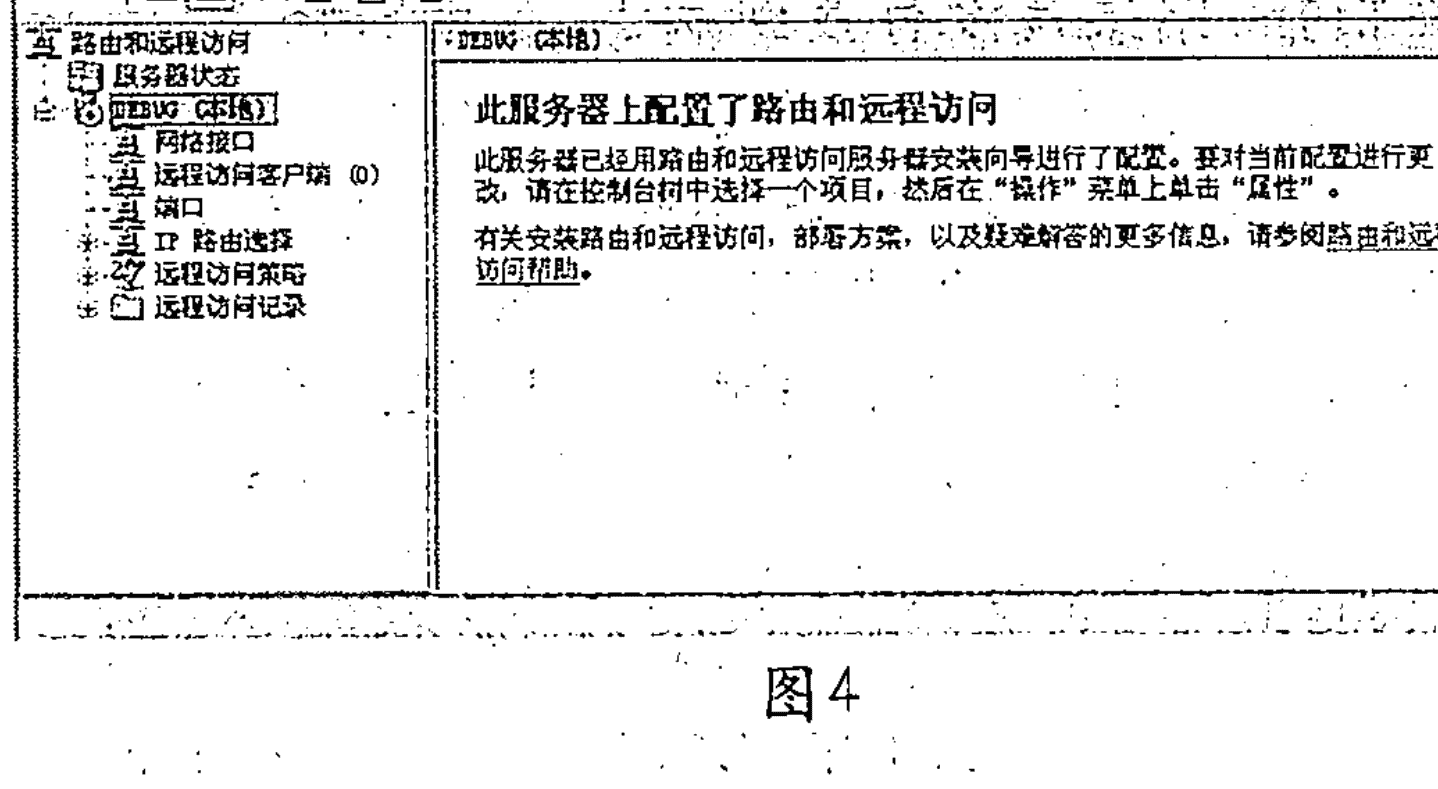 路由和远程访问
服务器状态
DEBUG (本地)
网络接口
远程访问客户端 (0)
端口
IP 路由选择
远程访问策略
远程访问记录
DEBUG (本地)
此服务器上配置了路由和远程访问
此服务器已经用路由和远程访问服务器安装向导进行了配置。要对当前配置进行更
改，请在控制台树中选择一个项目，然后在“操作”菜单上单击“属性”。
有关安装路由和远程访问，部署方案，以及疑难解答的更多信息，请参阅路由和远程
访问帮助。
图4